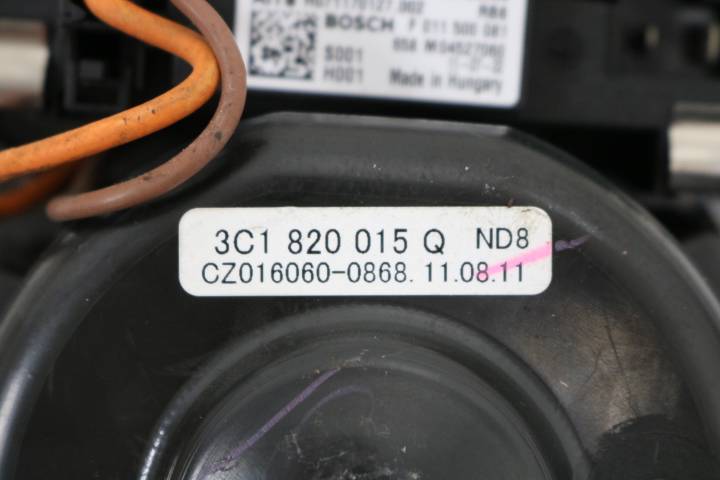 BOSCH F 011 500 081
S001
H001 Made in Hungary
3C1 820 015 Q ND8
CZ016060-0868. 11.08.11